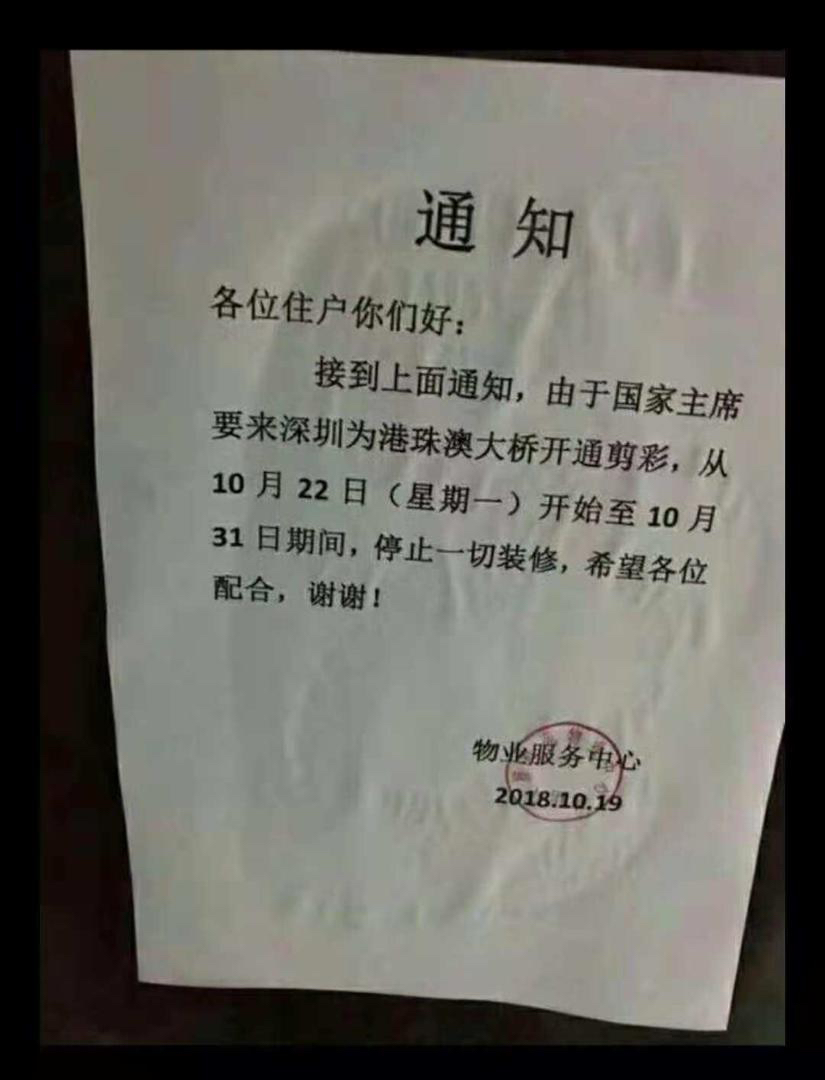 通知
各位住户你们好：
接到上面通知，由于国家主席
要来深圳为港珠澳大桥开通剪彩，从
10月22日（星期一）开始至10月
31日期间，停止一切装修，希望各位
配合，谢谢！
物业服务中心
2018.10.19